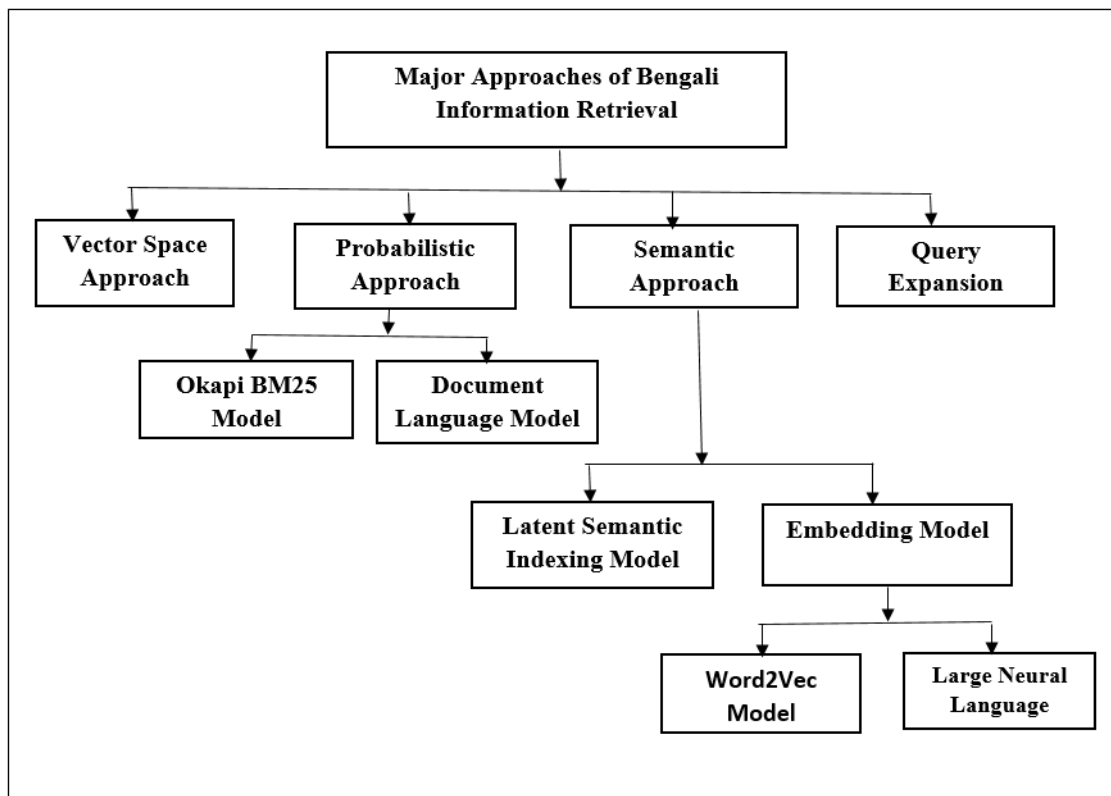 Major Approaches of Bengali
Information Retrieval
Vector Space
Approach
Probabilistic
Approach
Semantic
Approach
Query
Expansion
Okapi BM25
Model
Document
Language Model
Latent Semantic
Indexing Model
Embedding Model
Word2Vec
Model
Large Neural
Language